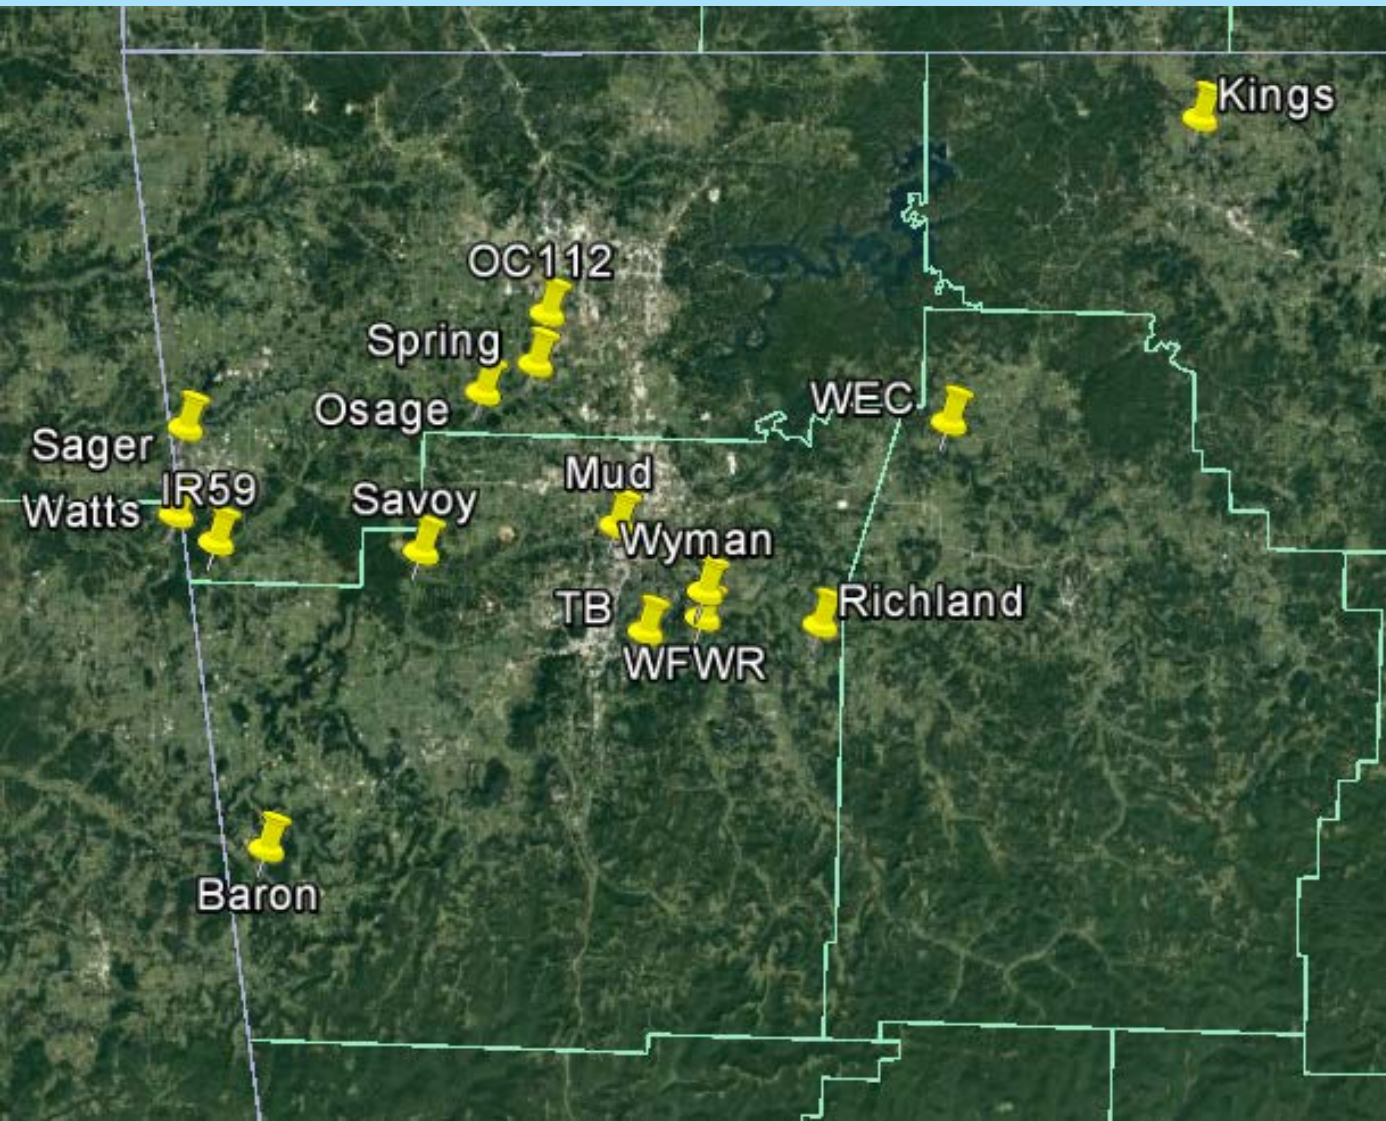 Kings
OC112
Spring
Osage
WEC
Sager
Mud
IR59
Savoy
Watts
Wyman
TB
Richland
WFWR
Baron